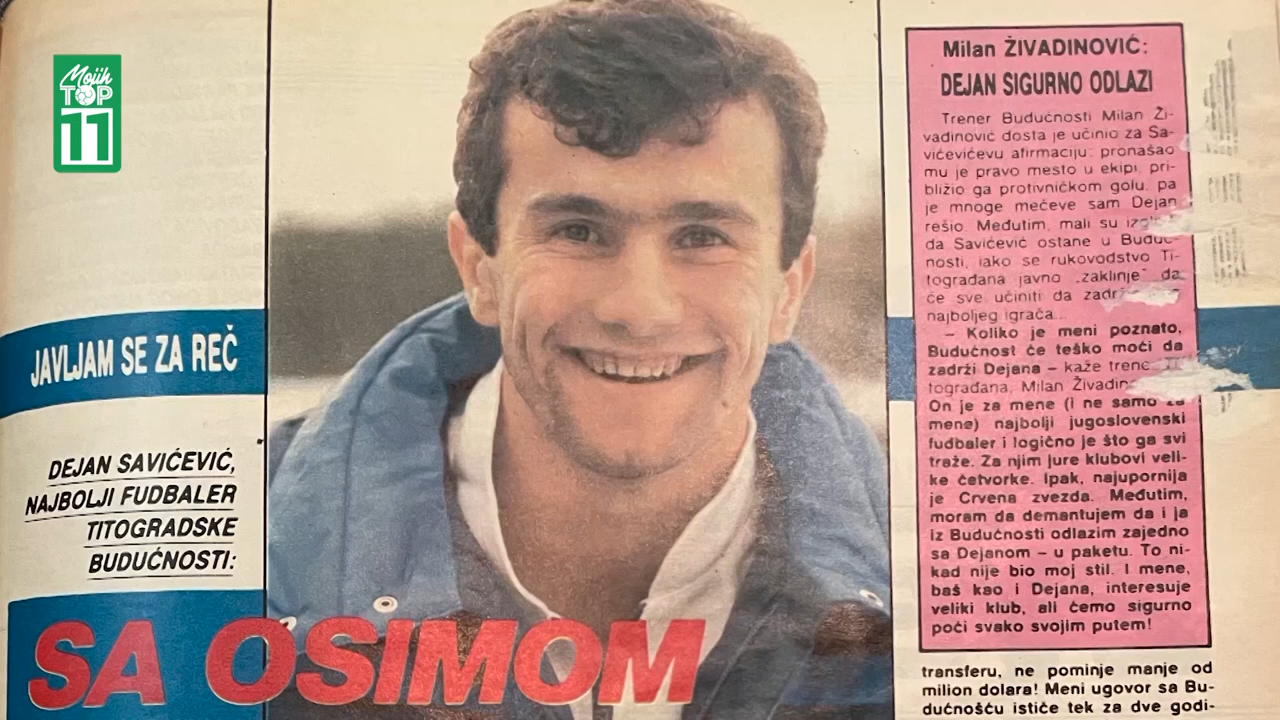 Mojih
TOP
11
JAVLJAM SE ZA REČ
DEJAN SAVIĆEVIĆ,
NAJBOLJI FUDBALER
TITOGRADSKE
BUDUĆNOSTI:
SA OSIMOM
Milan ŽIVADINOVIĆ:
DEJAN SIGURNO ODLAZI
Trener Budućnosti Milan Ži-
vadinović dosta je učinio za Sa-
vićevićevu afirmaciju: pronašao
mu je pravo mesto u ekipi, pri-
bližio ga protivničkom golu, pa
je mnoge mečeve sam Dejan
rešio. Međutim, mali su
da Savićević ostane u Buduć-
nosti, iako se rukovodstvo Ti-
tograđana javno „zaklinje" da
će sve učiniti da
najboljeg igrača...
– Koliko je meni poznato,
Budućnost će teško moći da
zadrži Dejana – kaže
tograđana, Milan
On je za mene (i ne samo za
mene) najbolji jugoslovenski
fudbaler i logično je što ga svi
traže. Za njim jure klubovi veli-
ke četvorke. Ipak, najupornija
je Crvena zvezda. Međutim,
moram da demantujem da i ja
iz Budućnosti odlazim zajedno
sa Dejanom – u paketu. To ni-
kad nije bio moj stil. I mene,
baš kao i Dejana, interesuje
veliki klub, ali ćemo sigurno
poći svako svojim putem!
transferu, ne pominje manje od
milion dolara! Meni ugovor sa Bu-
dućnošću ističe tek za dve godi-